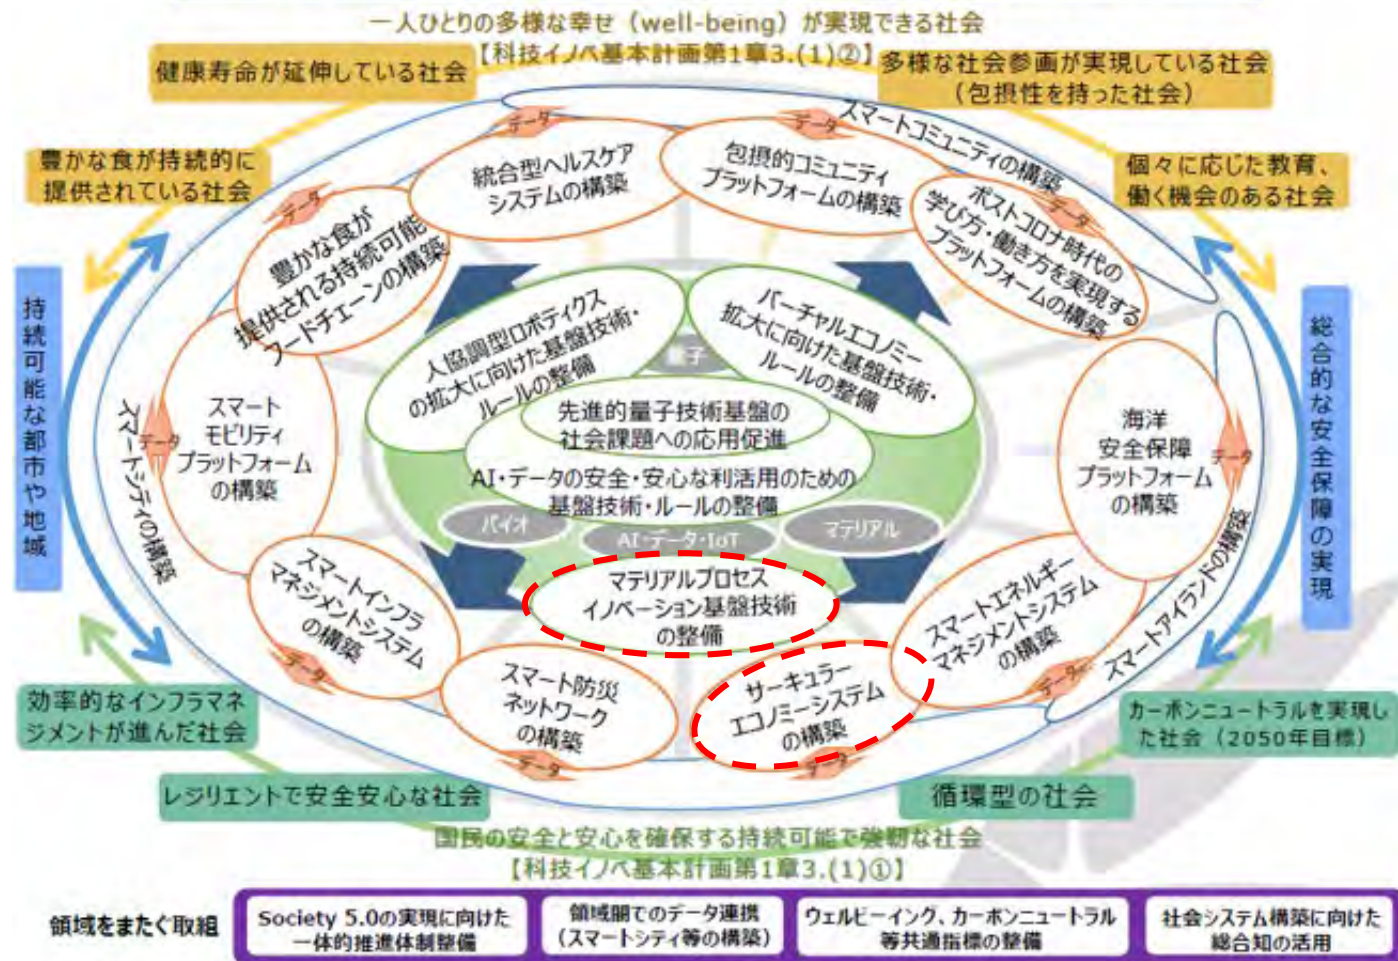 一人ひとりの多様な幸せ（well-being）が実現できる社会
【科技イノベ基本計画第1章3.(1)②】
健康寿命が延伸している社会
多様な社会参画が実現している社会
（包摂性を持った社会）
豊かな食が持続的に
提供されている社会
個々に応じた教育、
働く機会のある社会
持続可能な都市や地域
総合的な安全保障の実現
スマートコミュニティの構築
スマートシティの構築
スマートアイランドの構築
データ
統合型ヘルスケア
システムの構築
データ
包摂的コミュニティ
プラットフォームの構築
データ
豊かな食が
提供される持続可能
フードチェーンの構築
データ
ポストコロナ時代の
学び方・働き方を実現する
プラットフォームの構築
人協調型ロボティクス
の拡大に向けた基盤技術・
ルールの整備
バーチャルエコノミー
拡大に向けた基盤技術・
ルールの整備
量子
先進的量子技術基盤の
社会課題への応用促進
AI・データの安全・安心な利活用のための
基盤技術・ルールの整備
バイオ
AI・データ・IoT
マテリアル
マテリアルプロセス
イノベーション基盤技術
の整備
データ
スマート
モビリティ
プラットフォーム
の構築
データ
海洋
安全保障
プラットフォーム
の構築
スマートインフラ
マネジメントシステム
の構築
データ
スマートエネルギー
マネジメントシステム
の構築
データ
スマート防災
ネットワーク
の構築
データ
サーキュラー
エコノミーシステム
の構築
データ
効率的なインフラマネ
ジメントが進んだ社会
カーボンニュートラルを実現し
た社会（2050年目標）
レジリエントで安全安心な社会
循環型の社会
国民の安全と安心を確保する持続可能で強靭な社会
【科技イノベ基本計画第1章3.(1)①】
領域をまたぐ取組
Society 5.0の実現に向けた
一体的推進体制整備
領域間でのデータ連携
（スマートシティ等の構築）
ウェルビーイング、カーボンニュートラル
等共通指標の整備
社会システム構築に向けた
総合知の活用